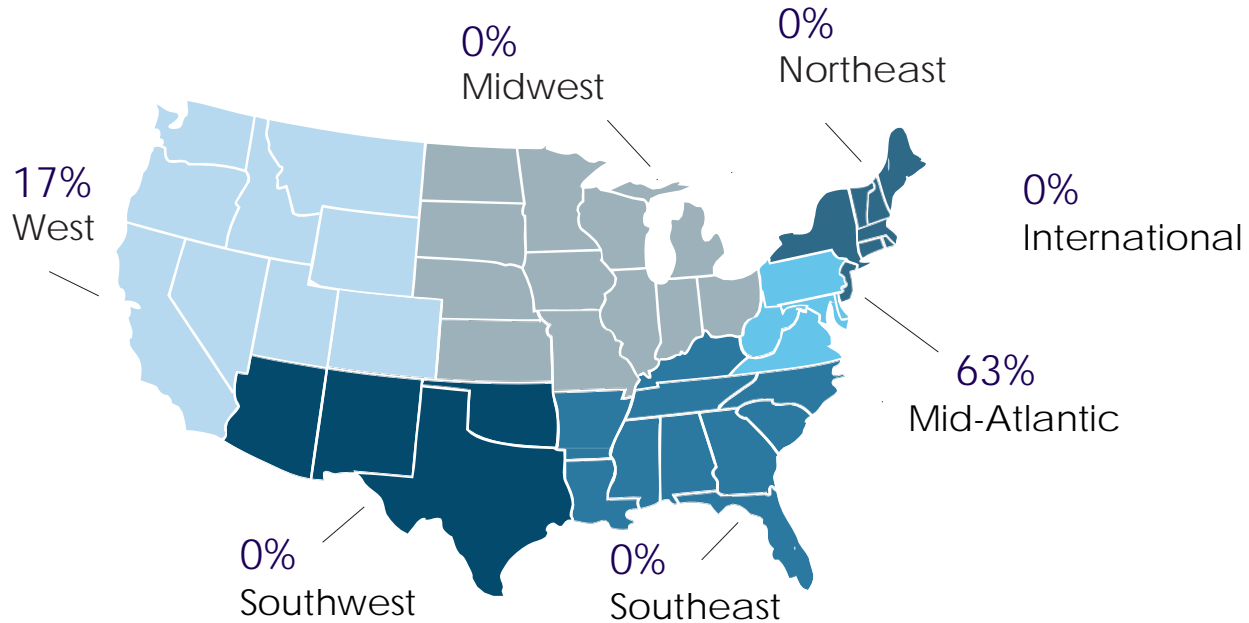 0%
Midwest
0%
Northeast
17%
West
0%
International
63%
Mid-Atlantic
0%
Southwest
0%
Southeast